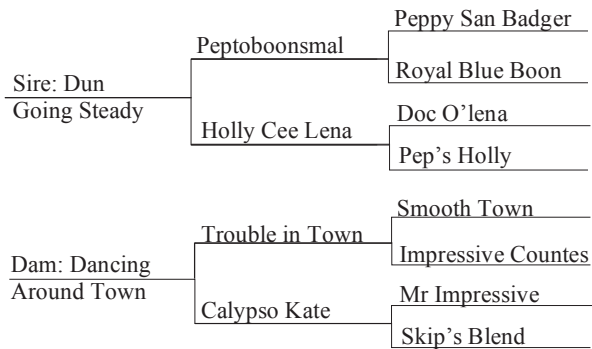 Peppy San Badger
Peptoboonsmal
Royal Blue Boon
Sire: Dun
Going Steady
Doc O’lena
Holly Cee Lena
Pep’s Holly
Smooth Town
Trouble in Town
Impressive Countes
Dam: Dancing
Around Town
Mr Impressive
Calypso Kate
Skip’s Blend